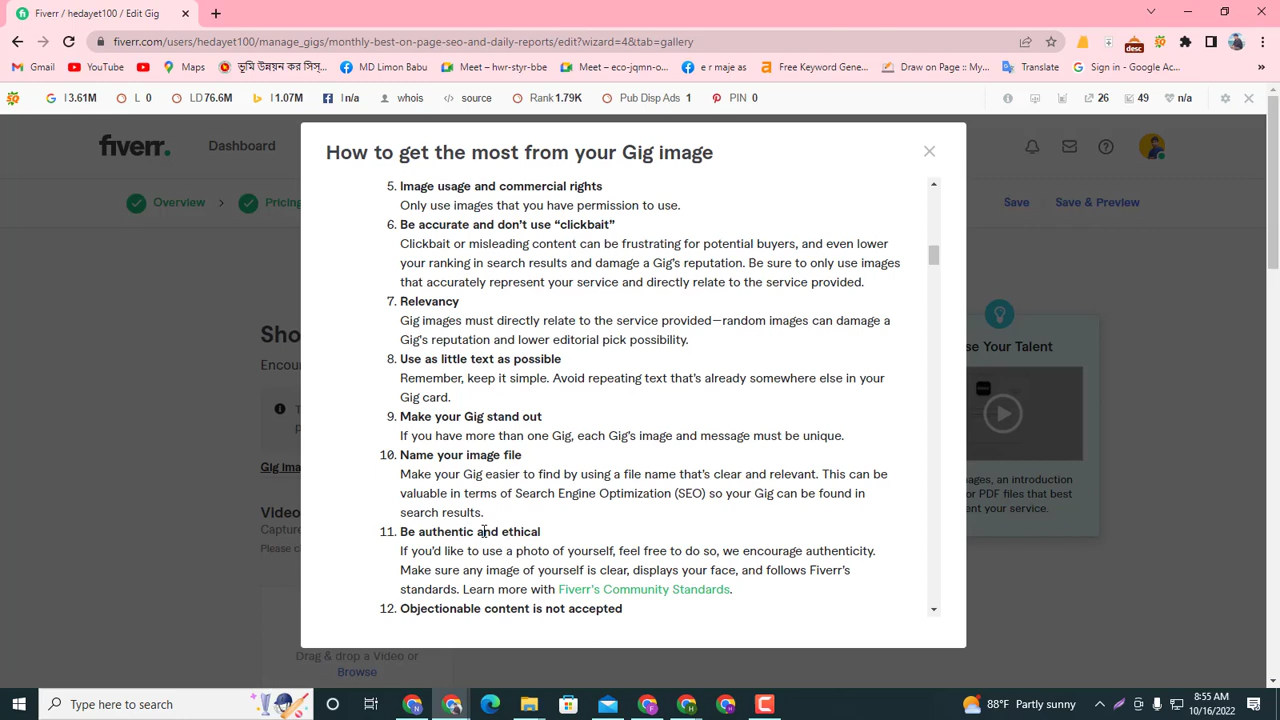 Fiverr / hedayet100 / Edit Gig
fiverr.com/users/hedayet100/manage_gigs/monthly-best-on-page-seo-and-daily-reports/edit?wizard=4&tab=gallery
desc
Gmail
YouTube
Maps
ভূমি উন্নয়ন কর সিস্...
MD Limon Babu
Meet – hwr-styr-bbe
Meet – eco-jqmn-o...
e r maje as
Free Keyword Gene...
Draw on Page :: My...
Translate
Sign in - Google Ac...
I 3.61M
L 0
LD 76.6M
I 1.07M
I n/a
whois
source
Rank 1.79K
Pub Disp Ads 1
PIN 0
26
49
n/a
fiverr.
Dashboard
Overview
Pricing
Save
Save & Preview
How to get the most from your Gig image
5. Image usage and commercial rights
Only use images that you have permission to use.
6. Be accurate and don't use “clickbait”
Clickbait or misleading content can be frustrating for potential buyers, and even lower
your ranking in search results and damage a Gig's reputation. Be sure to only use images
that accurately represent your service and directly relate to the service provided.
7. Relevancy
Gig images must directly relate to the service provided—random images can damage a
Gig's reputation and lower editorial pick possibility.
8. Use as little text as possible
Remember, keep it simple. Avoid repeating text that's already somewhere else in your
Gig card.
9. Make your Gig stand out
If you have more than one Gig, each Gig's image and message must be unique.
10. Name your image file
Make your Gig easier to find by using a file name that's clear and relevant. This can be
valuable in terms of Search Engine Optimization (SEO) so your Gig can be found in
search results.
11. Be authentic and ethical
If you'd like to use a photo of yourself, feel free to do so, we encourage authenticity.
Make sure any image of yourself is clear, displays your face, and follows Fiverr's
standards. Learn more with Fiverr's Community Standards.
12. Objectionable content is not accepted
Sho
Encou
Gig Ima
Video
Captur
Please c
Drag & drop a Video or
Browse
se Your Talent
ages, an introduction
or PDF files that best
ent your service.
Type here to search
88°F Partly sunny
8:55 AM
10/16/2022